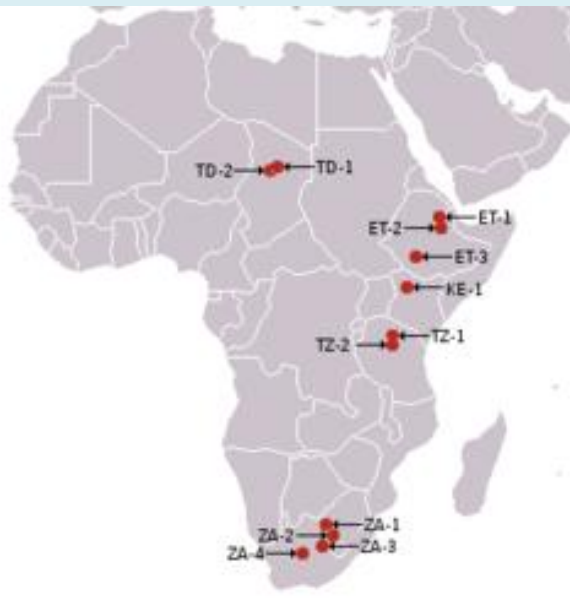 TD-2 TD-1
ET-1
ET-2
ET-3
KE-1
TZ-1
TZ-2
ZA-1
ZA-2
ZA-3
ZA-4